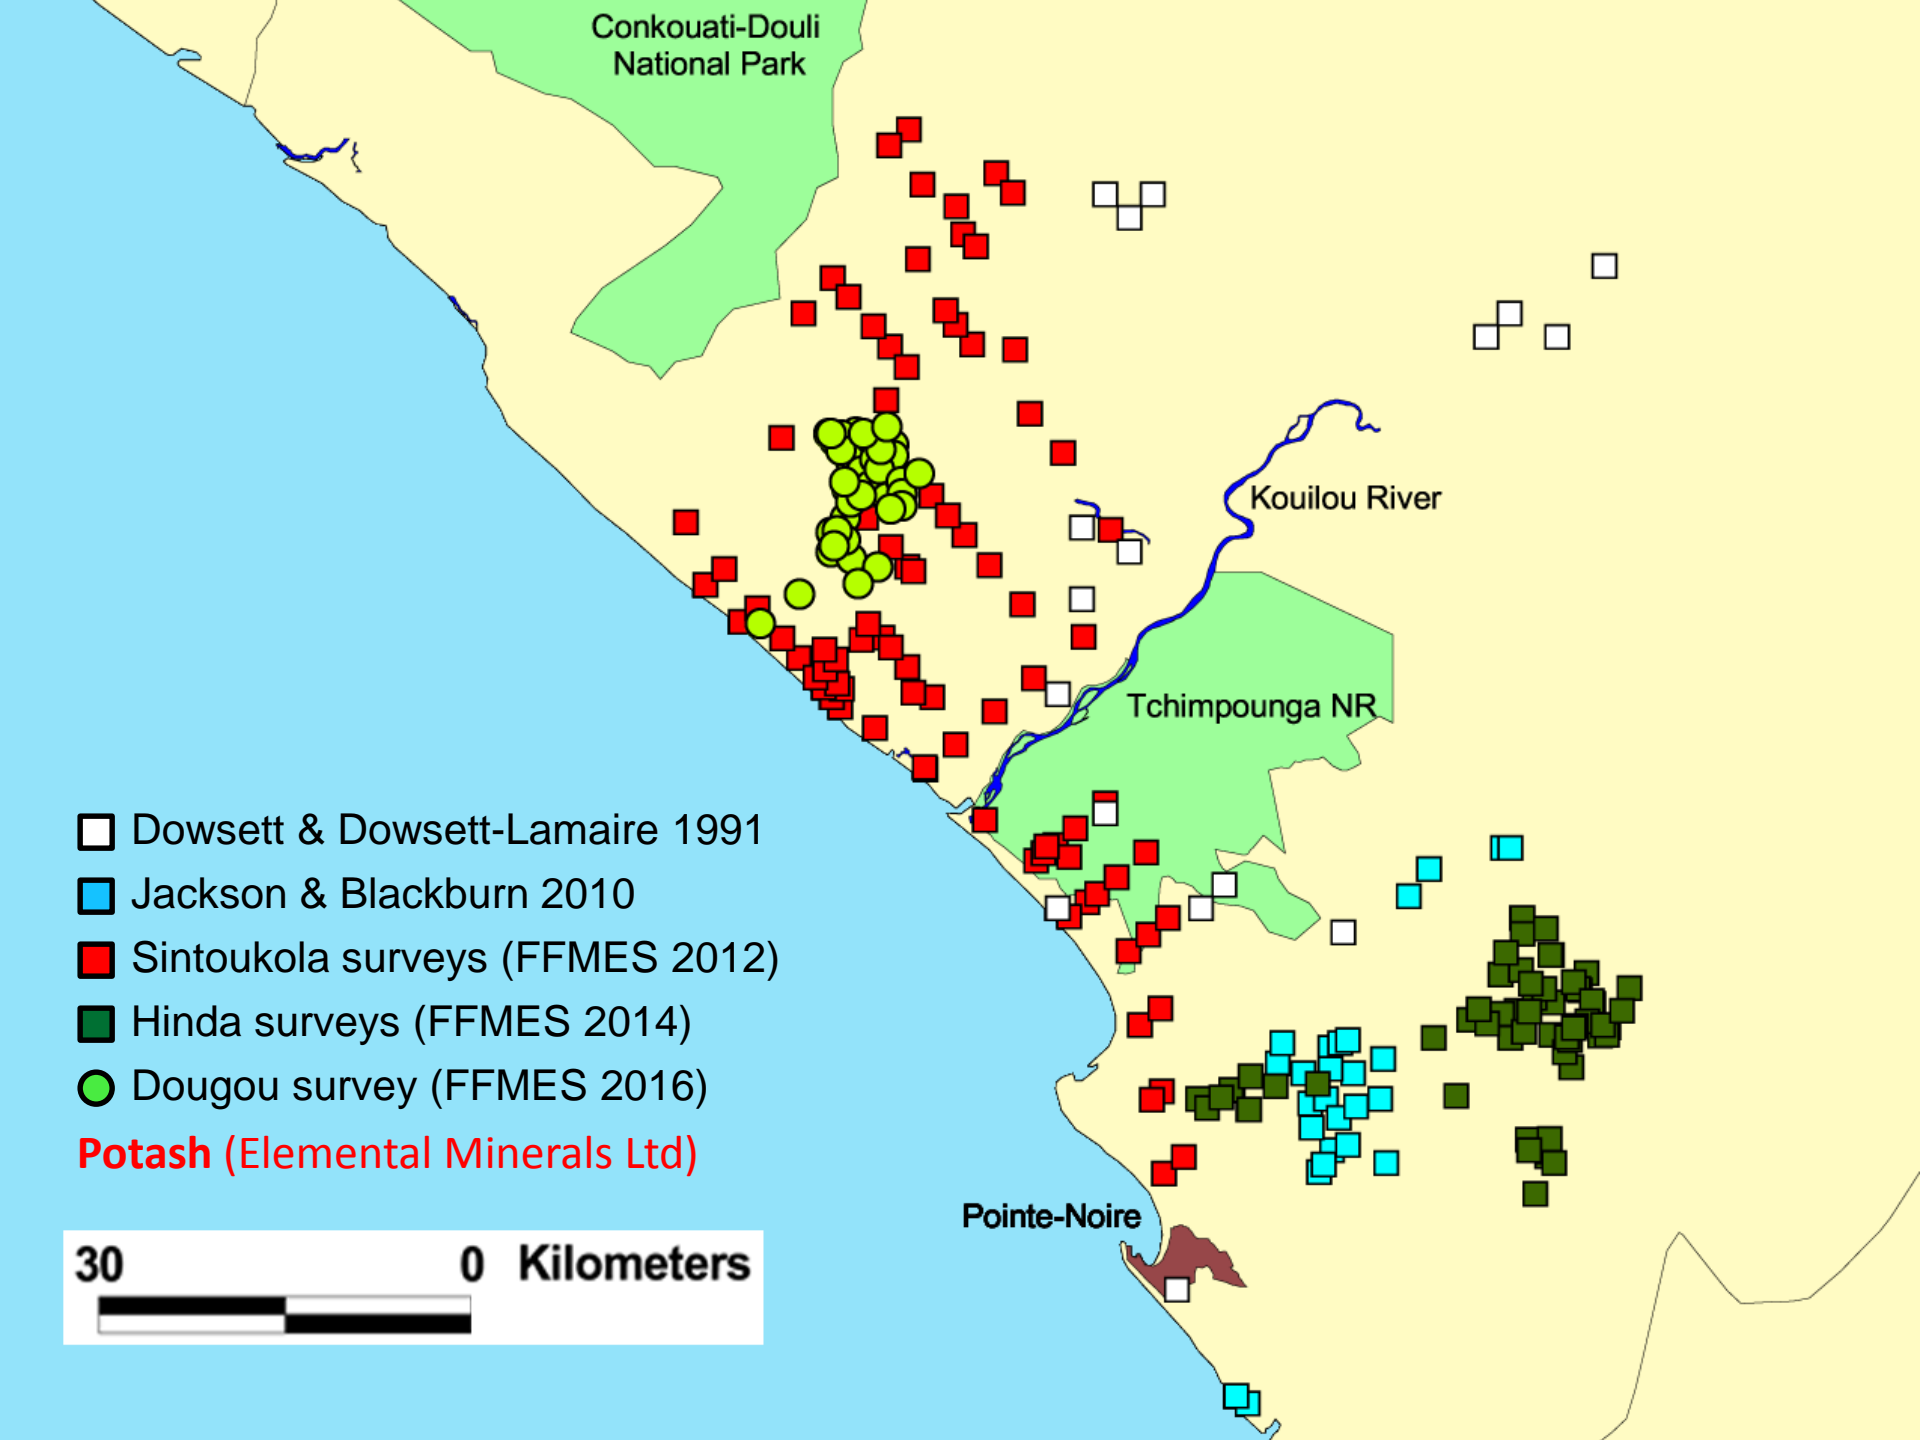 Conkouati-Douli
National Park
Kouilou River
Tchimpounga NR
Dowsett & Dowsett-Lamaire 1991
Jackson & Blackburn 2010
Sintoukola surveys (FFMES 2012)
Hinda surveys (FFMES 2014)
Dougou survey (FFMES 2016)
Potash (Elemental Minerals Ltd)
Pointe-Noire
30 0 Kilometers